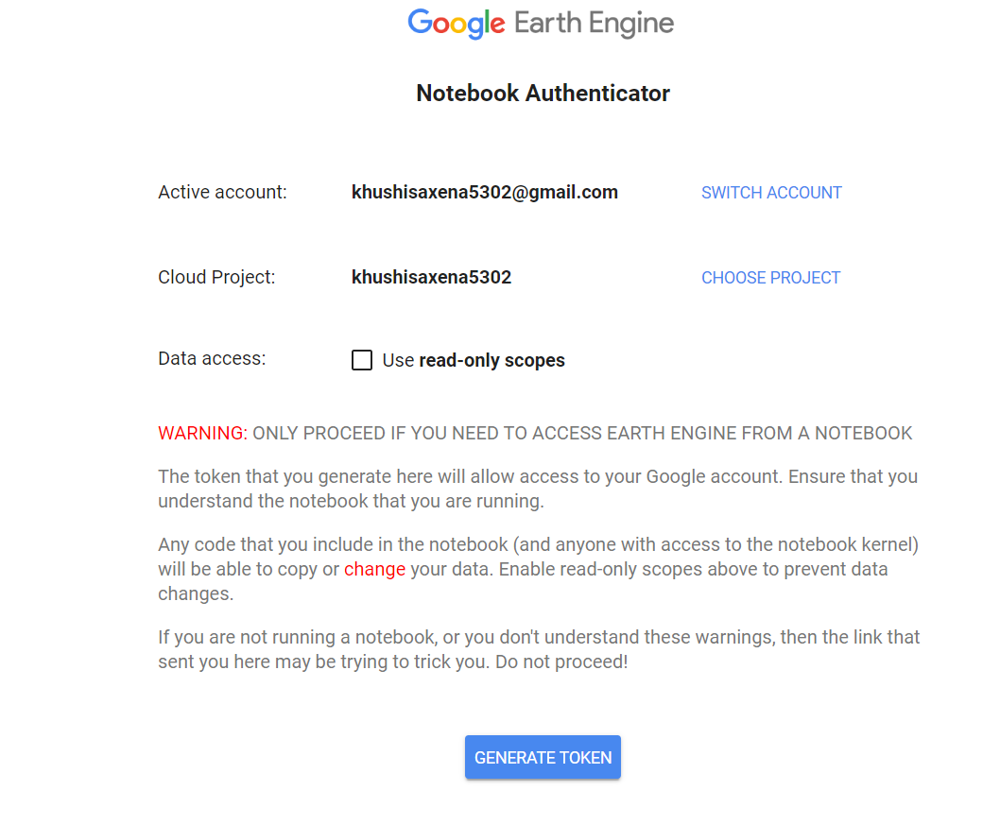 Google Earth Engine
Notebook Authenticator
Active account: khushisaxena5302@gmail.com SWITCH ACCOUNT
Cloud Project: khushisaxena5302 CHOOSE PROJECT
Data access: Use read-only scopes
WARNING: ONLY PROCEED IF YOU NEED TO ACCESS EARTH ENGINE FROM A NOTEBOOK
The token that you generate here will allow access to your Google account. Ensure that you
understand the notebook that you are running.
Any code that you include in the notebook (and anyone with access to the notebook kernel)
will be able to copy or change your data. Enable read-only scopes above to prevent data
changes.
If you are not running a notebook, or you don't understand these warnings, then the link that
sent you here may be trying to trick you. Do not proceed!
GENERATE TOKEN